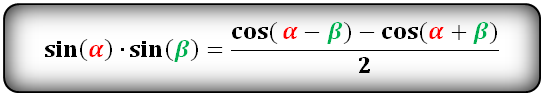 sin(α)·sin(β) = (cos( α − β) − cos(α + β)) / 2